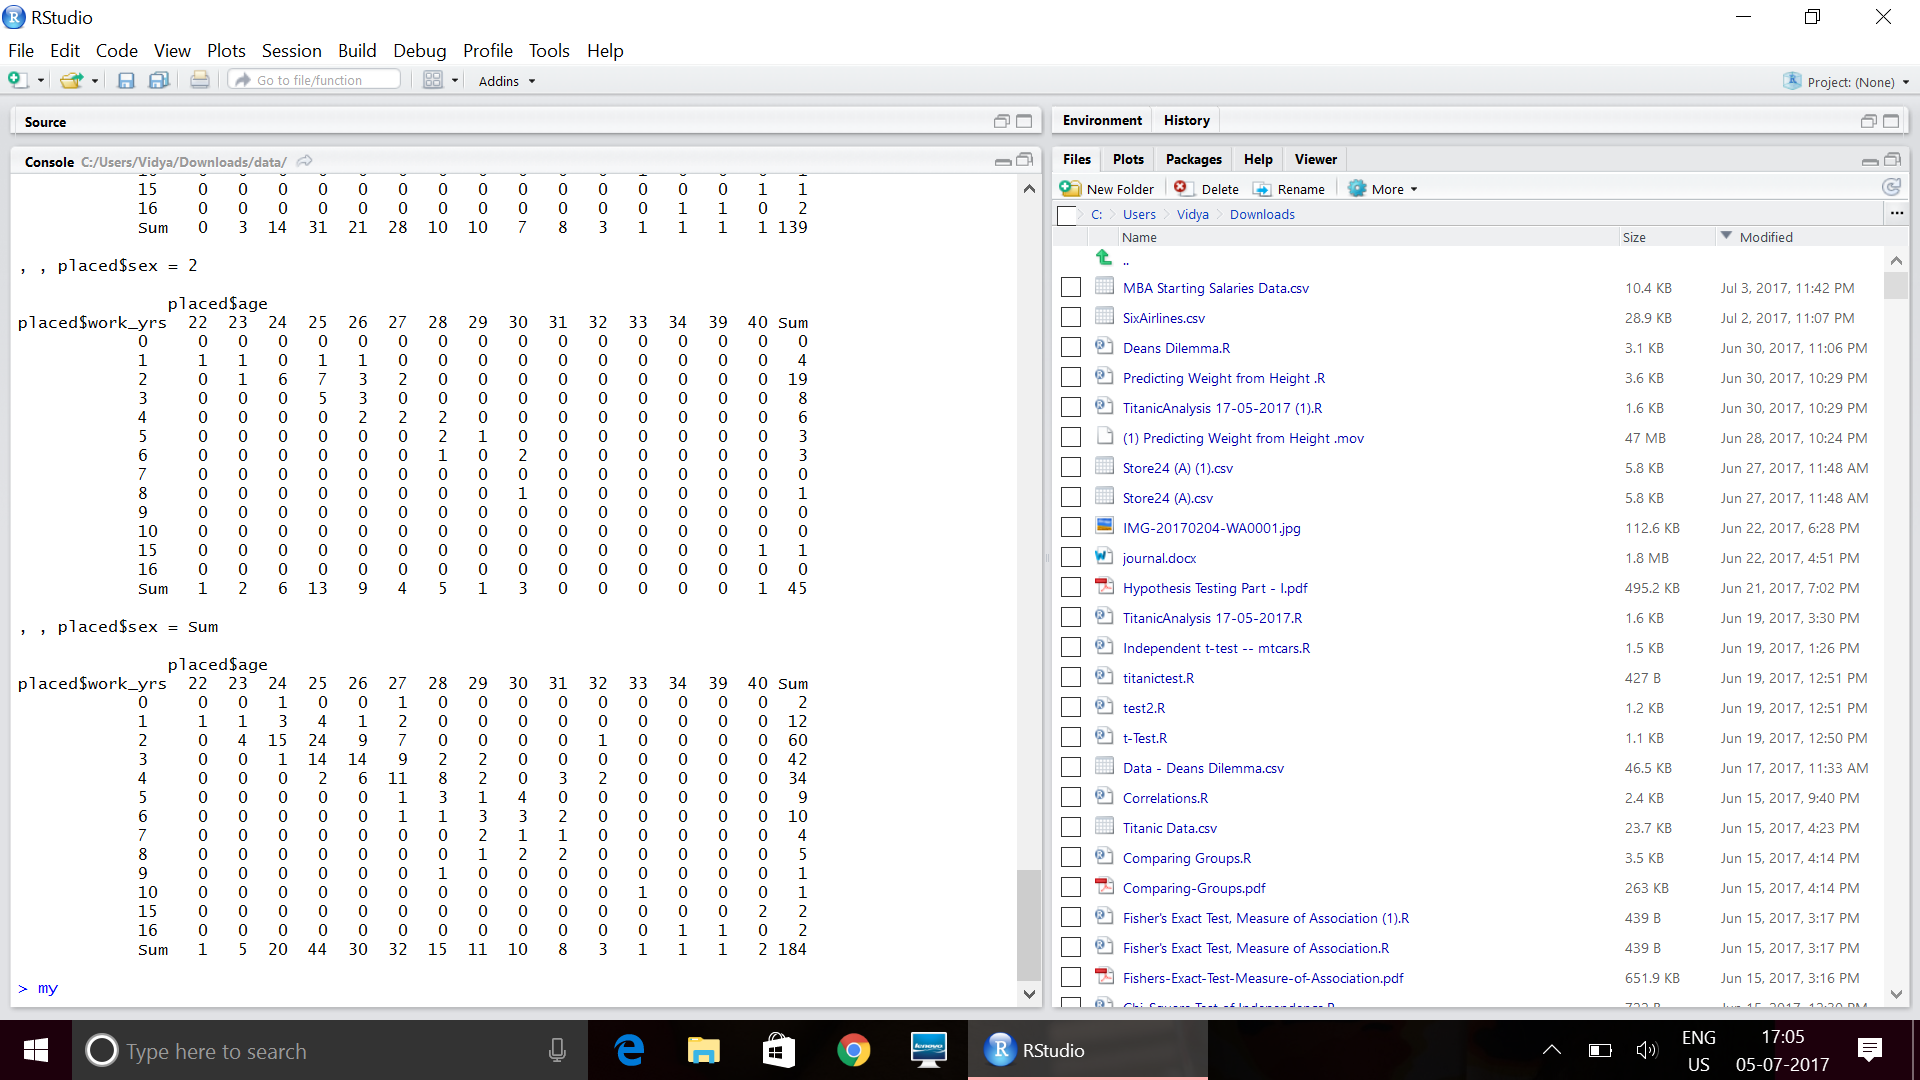 RStudio
File Edit Code View Plots Session Build Debug Profile Tools Help
Go to file/function Addins Project: (None)
Source
Console C:/Users/Vidya/Downloads/data/
15 0 0 0 0 0 0 0 0 0 0 0 0 0 0 1 1
16 0 0 0 0 0 0 0 0 0 0 0 0 1 1 0 2
Sum 0 3 14 31 21 28 10 10 7 8 3 1 1 1 1 139
, , placed$sex = 2
placed$age
placed$work_yrs 22 23 24 25 26 27 28 29 30 31 32 33 34 39 40 Sum
0 0 0 0 0 0 0 0 0 0 0 0 0 0 0 0 0
1 1 1 0 1 1 0 0 0 0 0 0 0 0 0 0 4
2 0 1 6 7 3 2 0 0 0 0 0 0 0 0 0 19
3 0 0 0 5 3 0 0 0 0 0 0 0 0 0 0 8
4 0 0 0 0 2 2 2 0 0 0 0 0 0 0 0 6
5 0 0 0 0 0 0 2 1 0 0 0 0 0 0 0 3
6 0 0 0 0 0 0 1 0 2 0 0 0 0 0 0 3
7 0 0 0 0 0 0 0 0 0 0 0 0 0 0 0 0
8 0 0 0 0 0 0 0 0 1 0 0 0 0 0 0 1
9 0 0 0 0 0 0 0 0 0 0 0 0 0 0 0 0
10 0 0 0 0 0 0 0 0 0 0 0 0 0 0 0 0
15 0 0 0 0 0 0 0 0 0 0 0 0 0 0 1 1
16 0 0 0 0 0 0 0 0 0 0 0 0 0 0 0 0
Sum 1 2 6 13 9 4 5 1 3 0 0 0 0 0 1 45
, , placed$sex = Sum
placed$age
placed$work_yrs 22 23 24 25 26 27 28 29 30 31 32 33 34 39 40 Sum
0 0 0 1 0 0 1 0 0 0 0 0 0 0 0 0 2
1 1 1 3 4 1 2 0 0 0 0 0 0 0 0 0 12
2 0 4 15 24 9 7 0 0 0 0 1 0 0 0 0 60
3 0 0 1 14 14 9 2 2 0 0 0 0 0 0 0 42
4 0 0 0 2 6 11 8 2 0 3 2 0 0 0 0 34
5 0 0 0 0 0 1 3 1 4 0 0 0 0 0 0 9
6 0 0 0 0 0 1 1 3 3 2 0 0 0 0 0 10
7 0 0 0 0 0 0 0 2 1 1 0 0 0 0 0 4
8 0 0 0 0 0 0 0 1 2 2 0 0 0 0 0 5
9 0 0 0 0 0 0 1 0 0 0 0 0 0 0 0 1
10 0 0 0 0 0 0 0 0 0 0 0 1 0 0 0 1
15 0 0 0 0 0 0 0 0 0 0 0 0 0 0 2 2
16 0 0 0 0 0 0 0 0 0 0 0 0 1 1 0 2
Sum 1 5 20 44 30 32 15 11 10 8 3 1 1 1 2 184
> my
Environment History
Files Plots Packages Help Viewer
New Folder Delete Rename More
C: Users Vidya Downloads ...
Name Size Modified
..
MBA Starting Salaries Data.csv 10.4 KB Jul 3, 2017, 11:42 PM
SixAirlines.csv 28.9 KB Jul 2, 2017, 11:07 PM
Deans Dilemma.R 3.1 KB Jun 30, 2017, 11:06 PM
Predicting Weight from Height .R 3.6 KB Jun 30, 2017, 10:29 PM
TitanicAnalysis 17-05-2017 (1).R 1.6 KB Jun 30, 2017, 10:29 PM
(1) Predicting Weight from Height .mov 47 MB Jun 28, 2017, 10:24 PM
Store24 (A) (1).csv 5.8 KB Jun 27, 2017, 11:48 AM
Store24 (A).csv 5.8 KB Jun 27, 2017, 11:48 AM
IMG-20170204-WA0001.jpg 112.6 KB Jun 22, 2017, 6:28 PM
journal.docx 1.8 MB Jun 22, 2017, 4:51 PM
Hypothesis Testing Part - I.pdf 495.2 KB Jun 21, 2017, 7:02 PM
TitanicAnalysis 17-05-2017.R 1.6 KB Jun 19, 2017, 3:30 PM
Independent t-test -- mtcars.R 1.5 KB Jun 19, 2017, 1:26 PM
titanictest.R 427 B Jun 19, 2017, 12:51 PM
test2.R 1.2 KB Jun 19, 2017, 12:51 PM
t-Test.R 1.1 KB Jun 19, 2017, 12:50 PM
Data - Deans Dilemma.csv 46.5 KB Jun 17, 2017, 11:33 AM
Correlations.R 2.4 KB Jun 15, 2017, 9:40 PM
Titanic Data.csv 23.7 KB Jun 15, 2017, 4:23 PM
Comparing Groups.R 3.5 KB Jun 15, 2017, 4:14 PM
Comparing-Groups.pdf 263 KB Jun 15, 2017, 4:14 PM
Fisher's Exact Test, Measure of Association (1).R 439 B Jun 15, 2017, 3:17 PM
Fisher's Exact Test, Measure of Association.R 439 B Jun 15, 2017, 3:17 PM
Fishers-Exact-Test-Measure-of-Association.pdf 651.9 KB Jun 15, 2017, 3:16 PM
Type here to search lenovo RStudio ENG US 17:05 05-07-2017